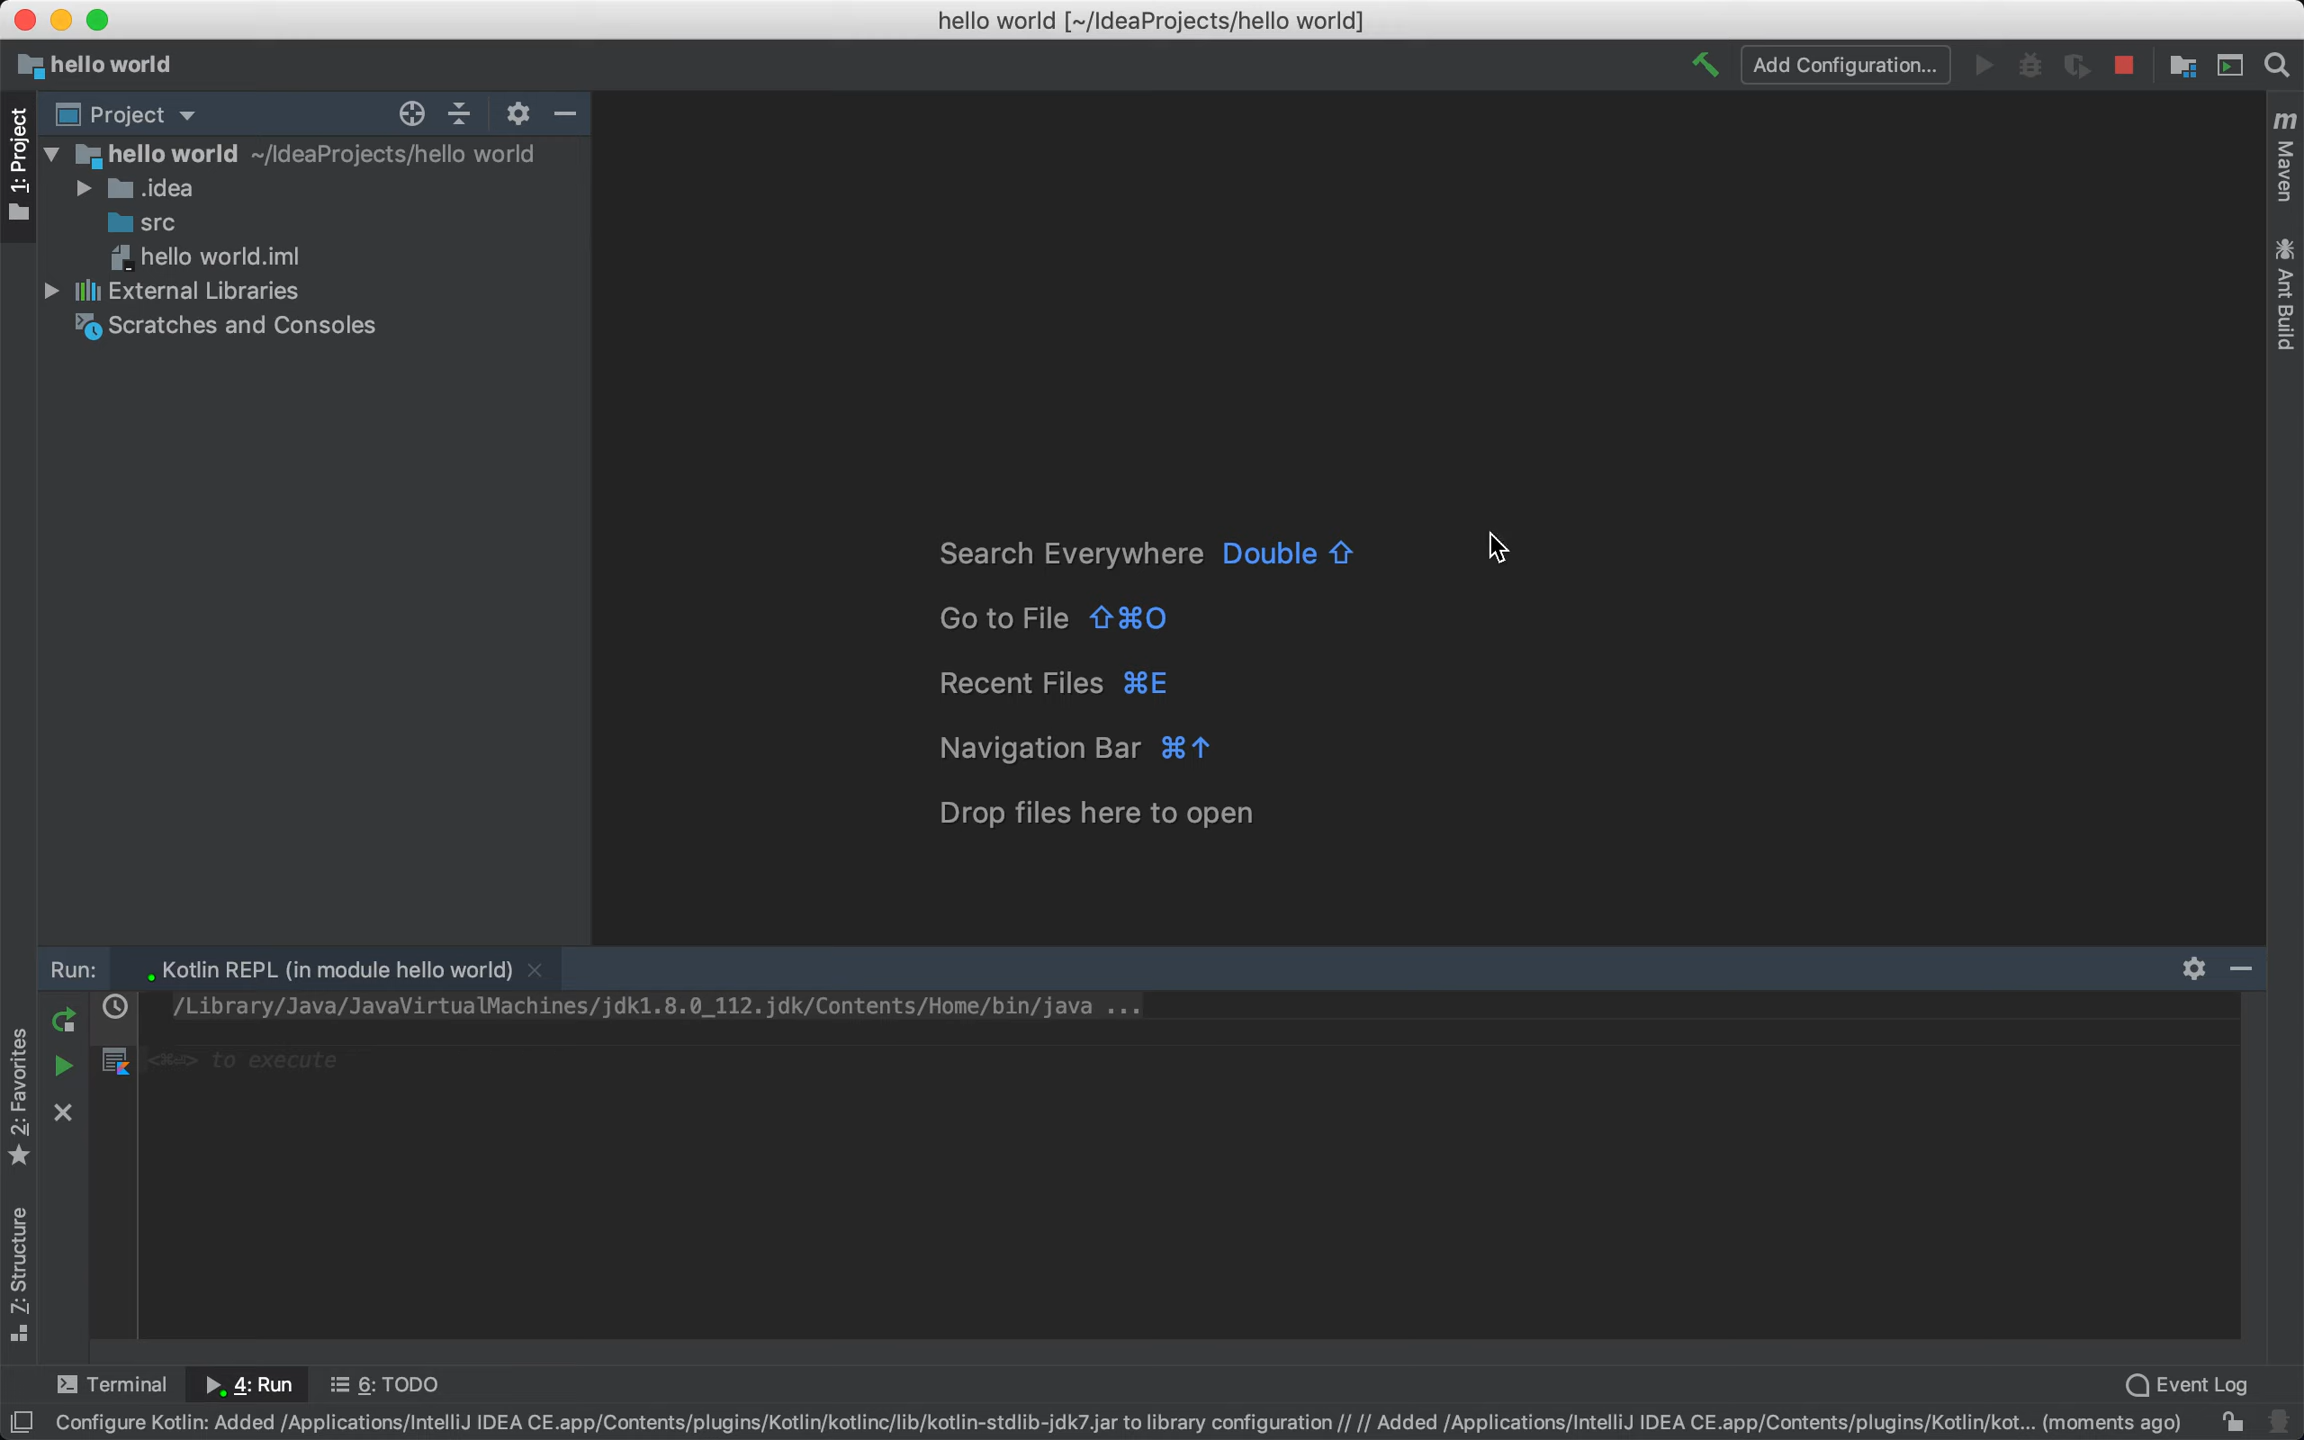 hello world [~/IdeaProjects/hello world]
hello world
Add Configuration...
1: Project
Project
hello world ~/IdeaProjects/hello world
.idea
src
hello world.iml
External Libraries
Scratches and Consoles
m Maven
Ant Build
Search Everywhere Double ⇧
Go to File ⇧⌘O
Recent Files ⌘E
Navigation Bar ⌘↑
Drop files here to open
Run: Kotlin REPL (in module hello world)
/Library/Java/JavaVirtualMachines/jdk1.8.0_112.jdk/Contents/Home/bin/java ...
<⌘⏎> to execute
2: Favorites
7: Structure
Terminal 4: Run 6: TODO Event Log
Configure Kotlin: Added /Applications/IntelliJ IDEA CE.app/Contents/plugins/Kotlin/kotlinc/lib/kotlin-stdlib-jdk7.jar to library configuration // // Added /Applications/IntelliJ IDEA CE.app/Contents/plugins/Kotlin/kot... (moments ago)